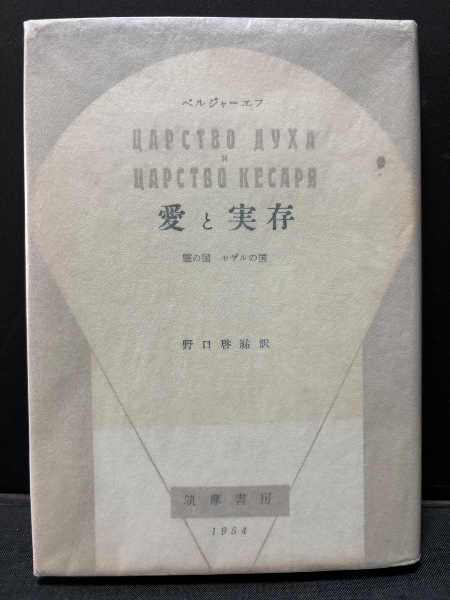 ベルジャーエフ
ЦАРСТВО ДУХА
И
ЦАРСТВО КЕСАРЯ
愛と実存
霊の国 セザルの国
野口啓祐訳
筑摩書房
1954